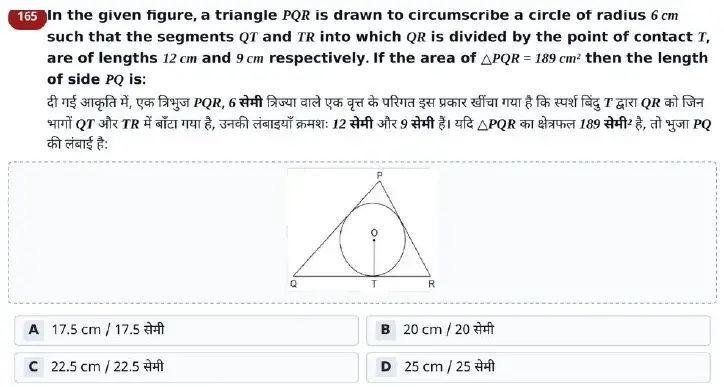 165 In the given figure, a triangle PQR is drawn to circumscribe a circle of radius 6 cm
such that the segments QT and TR into which QR is divided by the point of contact T,
are of lengths 12 cm and 9 cm respectively. If the area of △PQR = 189 cm² then the length
of side PQ is:
दी गई आकृति में, एक त्रिभुज PQR, 6 सेमी त्रिज्या वाले एक वृत्त के परिगत इस प्रकार खींचा गया है कि स्पर्श बिंदु T द्वारा QR को जिन
भागों QT और TR में बाँटा गया है, उनकी लंबाइयाँ क्रमशः 12 सेमी और 9 सेमी हैं। यदि △PQR का क्षेत्रफल 189 सेमी² है, तो भुजा PQ
की लंबाई है:
P
O
Q T R
A 17.5 cm / 17.5 सेमी
B 20 cm / 20 सेमी
C 22.5 cm / 22.5 सेमी
D 25 cm / 25 सेमी